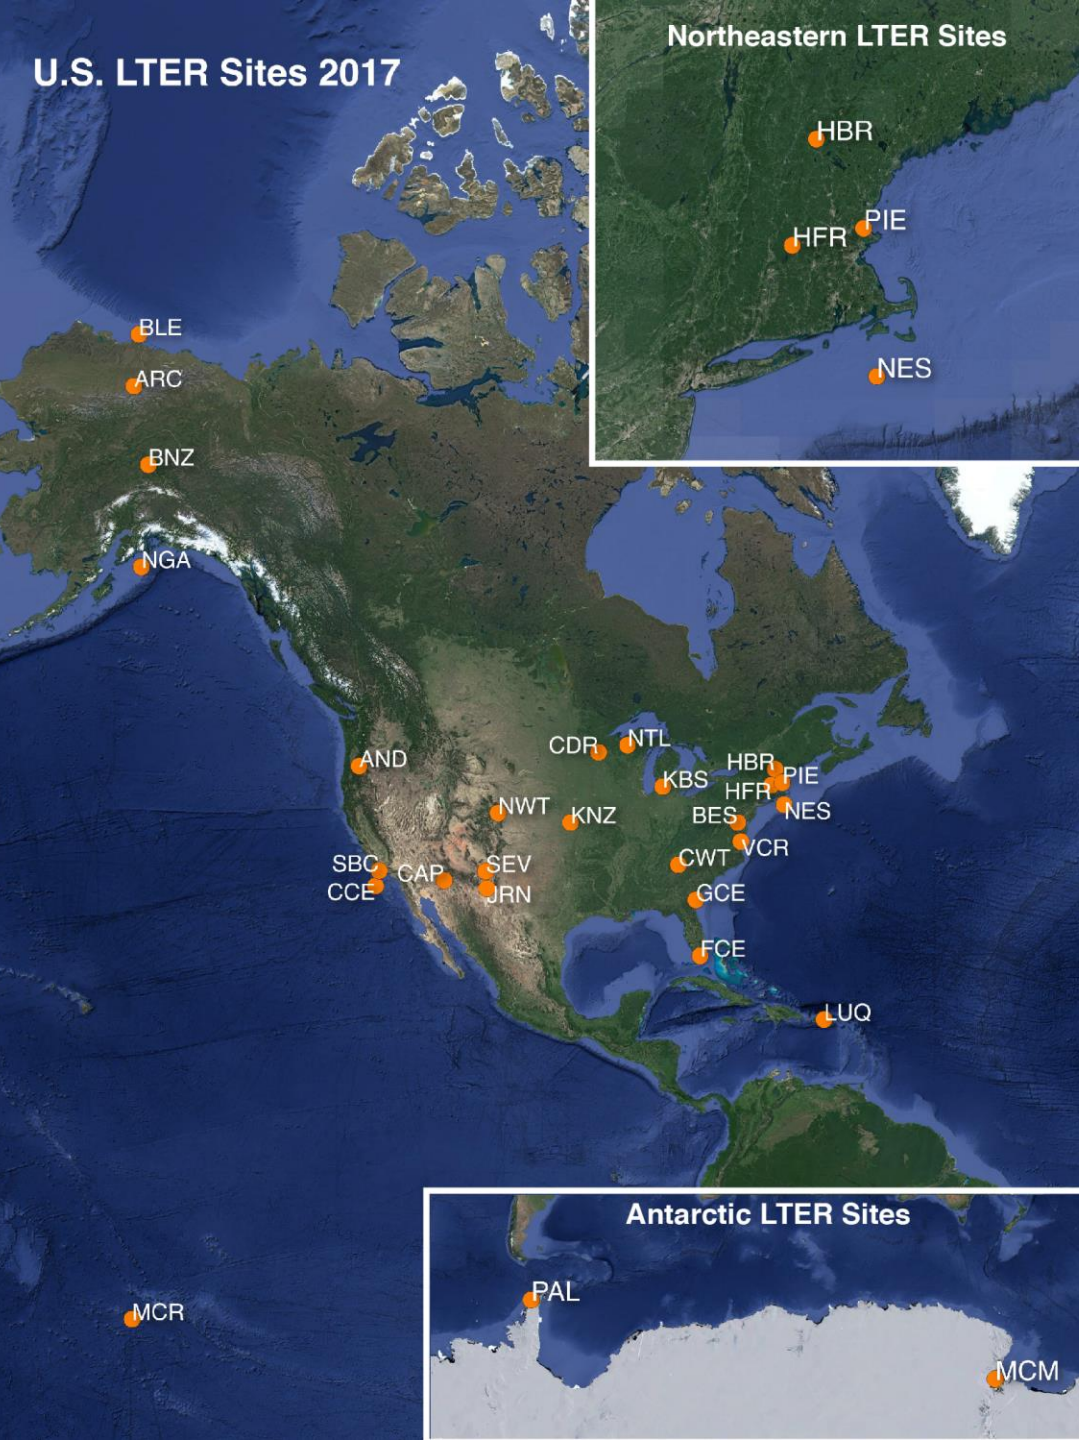 U.S. LTER Sites 2017
Northeastern LTER Sites
HBR
PIE
HFR
NES
BLE
ARC
BNZ
NGA
AND
CDR
NTL
KBS
HBR
PIE
HFR
NES
NWT
KNZ
BES
VCR
SBC
CAP
SEV
CWT
CCE
JRN
GCE
FCE
LUQ
MCR
Antarctic LTER Sites
PAL
MCM